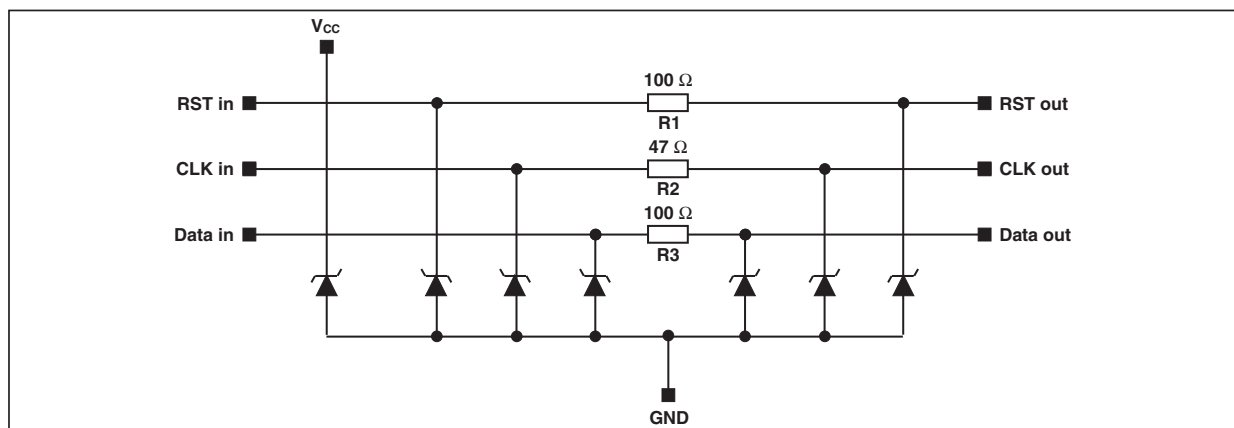 VCC
100 Ω
RST in
RST out
R1
47 Ω
CLK in
CLK out
R2
100 Ω
Data in
Data out
R3
GND